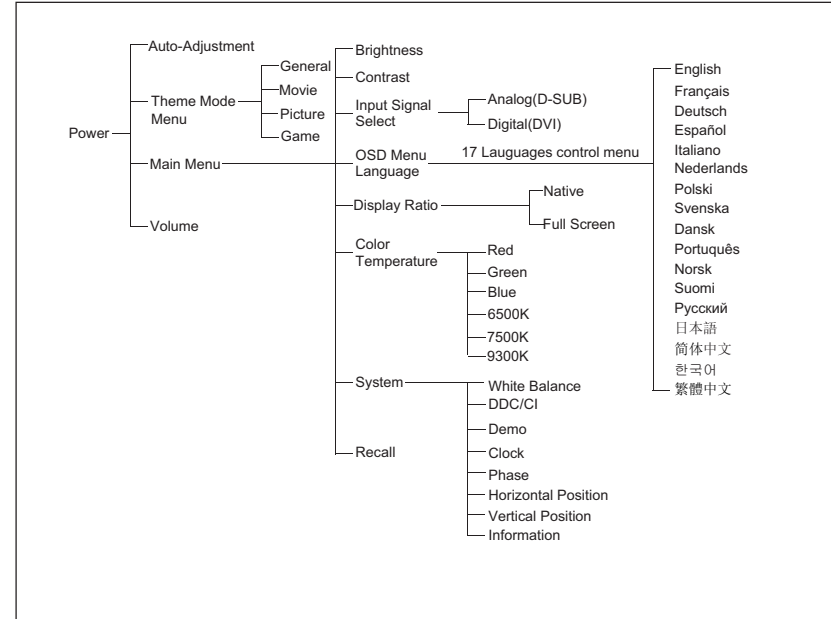 Power
Auto-Adjustment
Theme Mode
Menu
General
Movie
Picture
Game
Main Menu
Volume
Brightness
Contrast
Input Signal
Select
Analog(D-SUB)
Digital(DVI)
OSD Menu
Language
17 Lauguages control menu
English
Français
Deutsch
Español
Italiano
Nederlands
Polski
Svenska
Dansk
Portuquês
Norsk
Suomi
Русский
日本語
简体中文
한국어
繁體中文
Display Ratio
Native
Full Screen
Color
Temperature
Red
Green
Blue
6500K
7500K
9300K
System
White Balance
DDC/CI
Demo
Clock
Phase
Horizontal Position
Vertical Position
Information
Recall